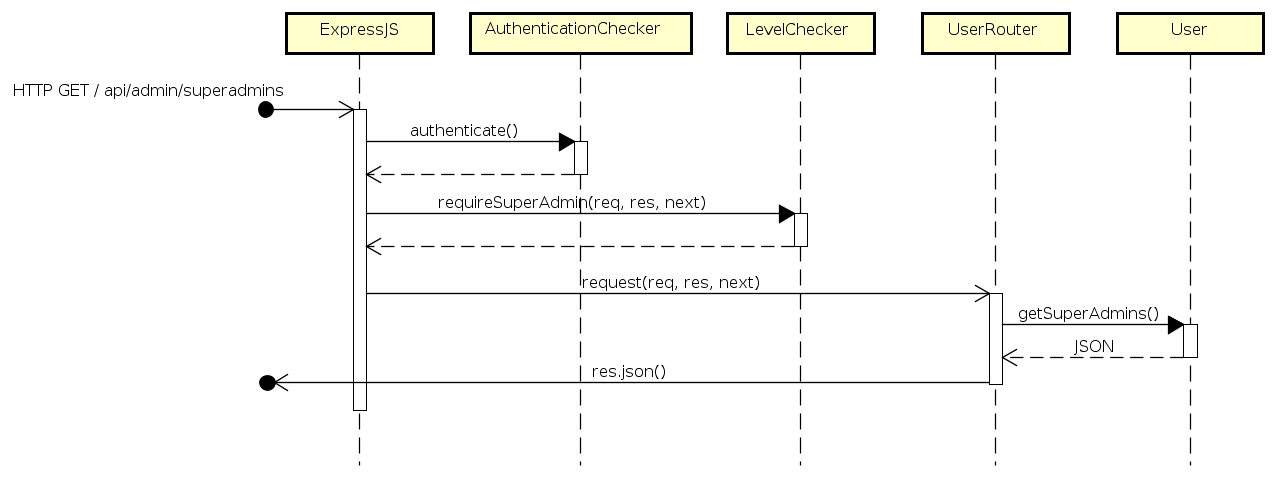 ExpressJS
AuthenticationChecker
LevelChecker
UserRouter
User
HTTP GET / api/admin/superadmins
authenticate()
requireSuperAdmin(req, res, next)
request(req, res, next)
getSuperAdmins()
JSON
res.json()